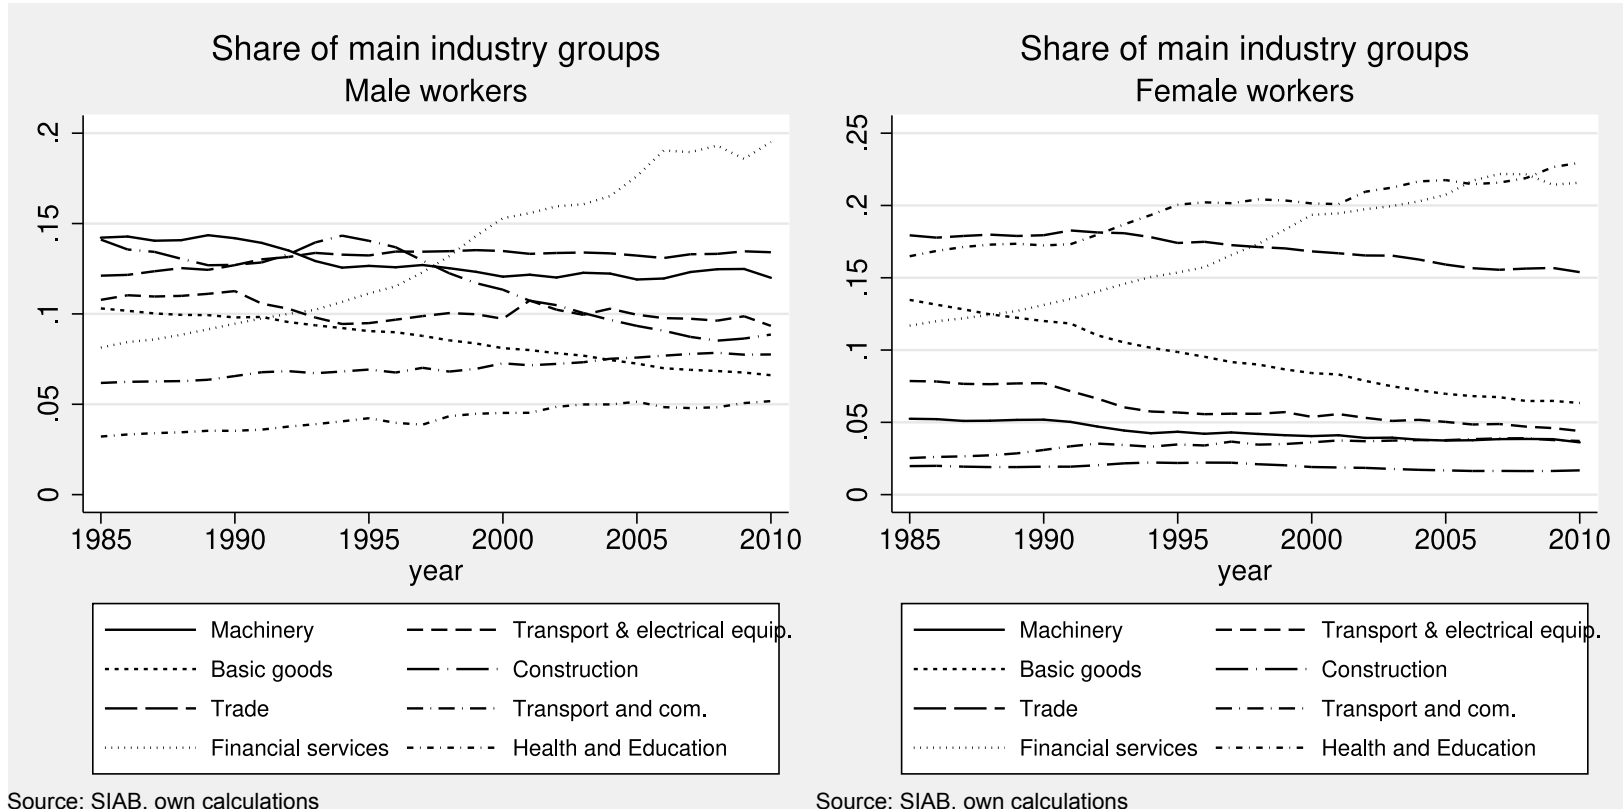 Share of main industry groups
Male workers
.2
.15
.1
.05
0
1985 1990 1995 2000 2005 2010
year
Machinery Transport & electrical equip.
Basic goods Construction
Trade Transport and com.
Financial services Health and Education
Source: SIAB, own calculations
Share of main industry groups
Female workers
.25
.2
.15
.1
.05
0
1985 1990 1995 2000 2005 2010
year
Machinery Transport & electrical equip.
Basic goods Construction
Trade Transport and com.
Financial services Health and Education
Source: SIAB, own calculations